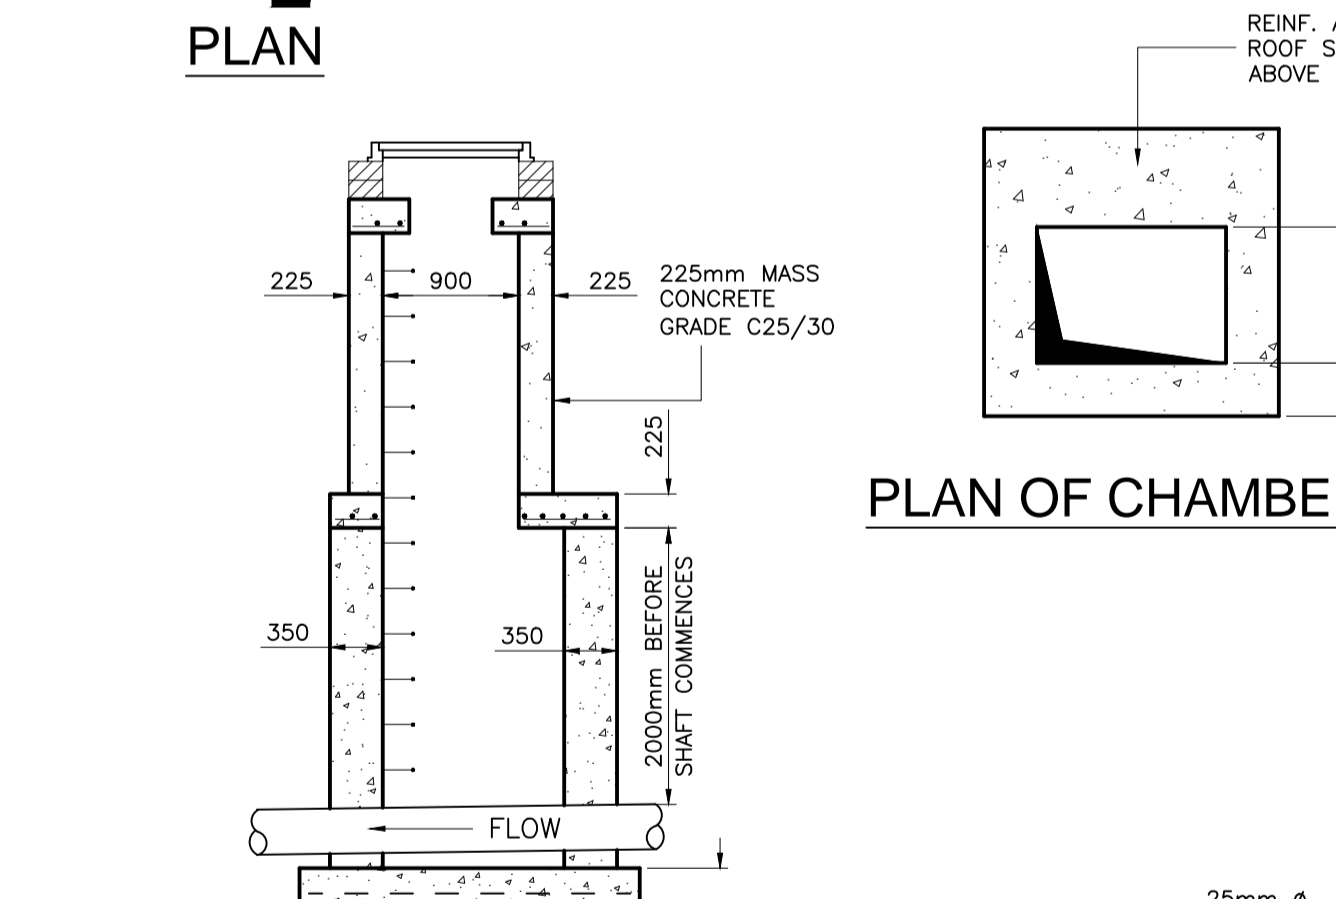 PLAN
REINF.
ROOF
ABOVE
225
900
225
225mm MASS
CONCRETE
GRADE C25/30
225
PLAN OF
350
350
2000mm BEFORE
SHAFT COMMENCES
FLOW
25mm Ø